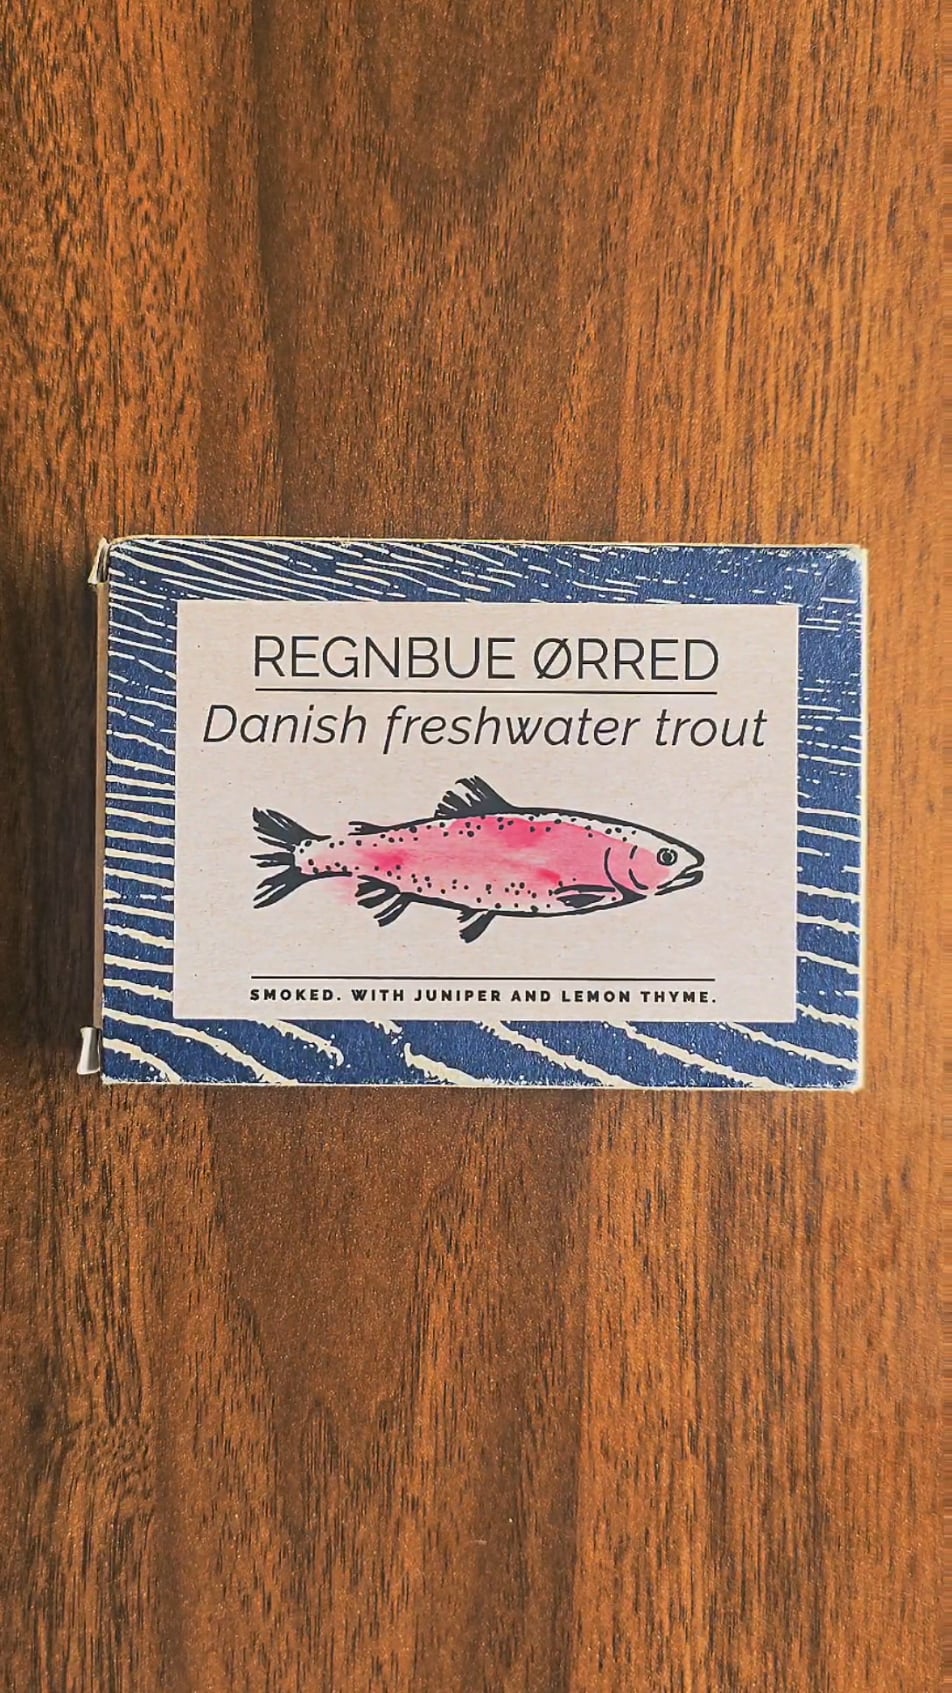 REGNBUE ØRRED
Danish freshwater trout
SMOKED. WITH JUNIPER AND LEMON THYME.